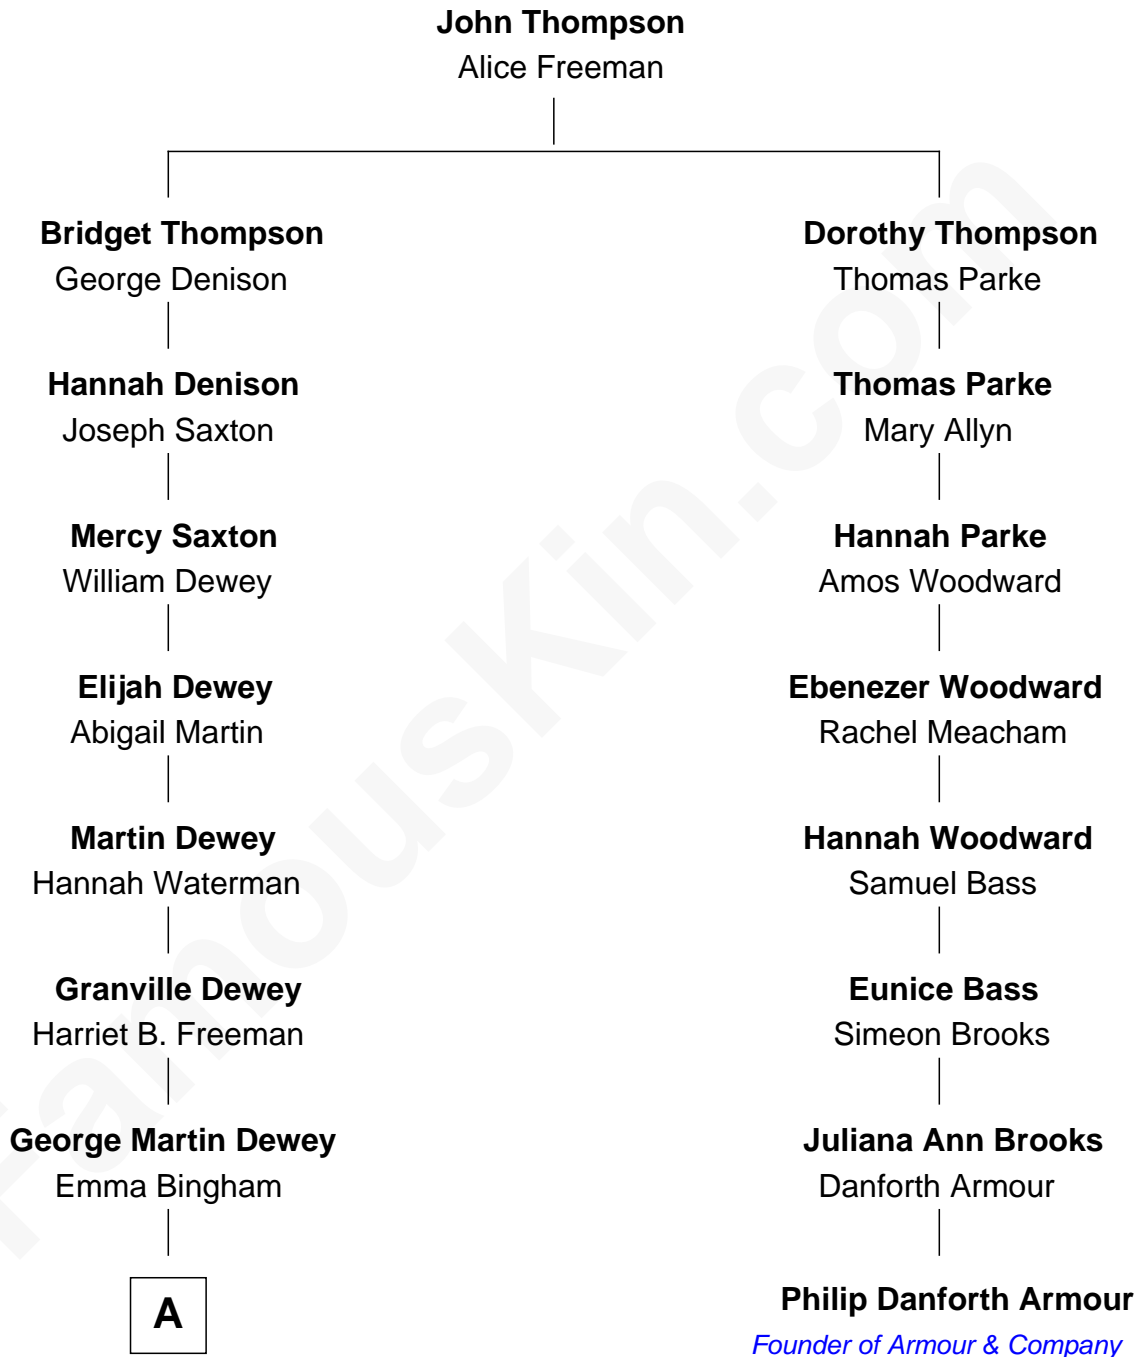 John Thompson
Alice Freeman
Bridget Thompson
George Denison
Dorothy Thompson
Thomas Parke
Hannah Denison
Joseph Saxton
Thomas Parke
Mary Allyn
Mercy Saxton
William Dewey
Hannah Parke
Amos Woodward
Elijah Dewey
Abigail Martin
Ebenezer Woodward
Rachel Meacham
Martin Dewey
Hannah Waterman
Hannah Woodward
Samuel Bass
Granville Dewey
Harriet B. Freeman
Eunice Bass
Simeon Brooks
George Martin Dewey
Emma Bingham
Juliana Ann Brooks
Danforth Armour
A
Philip Danforth Armour
Founder of Armour & Company
FamousKin.com